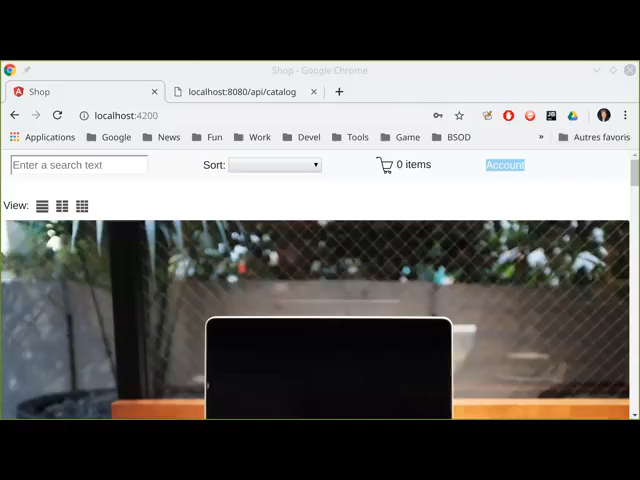 Shop - Google Chrome
Shop
localhost:8080/api/catalog
localhost:4200
Applications Google News Fun Work Devel Tools Game BSOD » Autres favoris
Enter a search text Sort: 0 items Account
View: